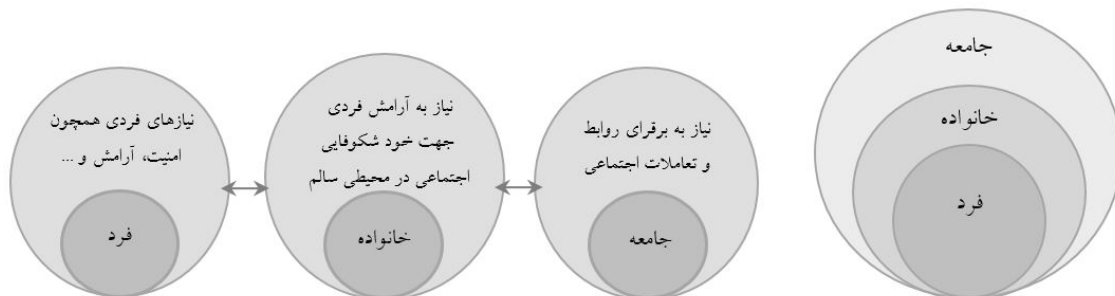 جامعه
خانواده
فرد
نیاز به برقرای روابط
و تعاملات اجتماعی
جامعه
نیاز به آرامش فردی
جهت خود شکوفایی
اجتماعی در محیطی سالم
خانواده
نیازهای فردی همچون
امنیت، آرامش و ...
فرد